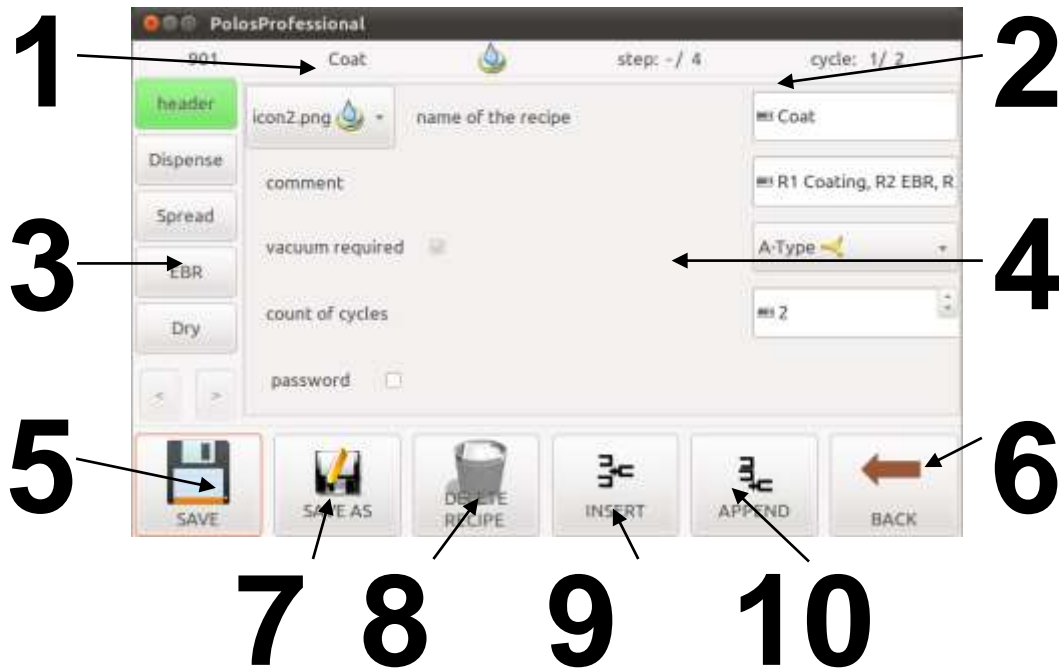 PolosProfessional
901 Coat step: -/ 4 cycle: 1/ 2
1
2
header
icon2.png name of the recipe Coat
Dispense
comment R1 Coating, R2 EBR, R
Spread
3
vacuum required A-Type
4
EBR
count of cycles 2
Dry
password
< >
5
6
SAVE
SAVE AS
DELETE
RECIPE
INSERT
APPEND
BACK
7 8 9 10